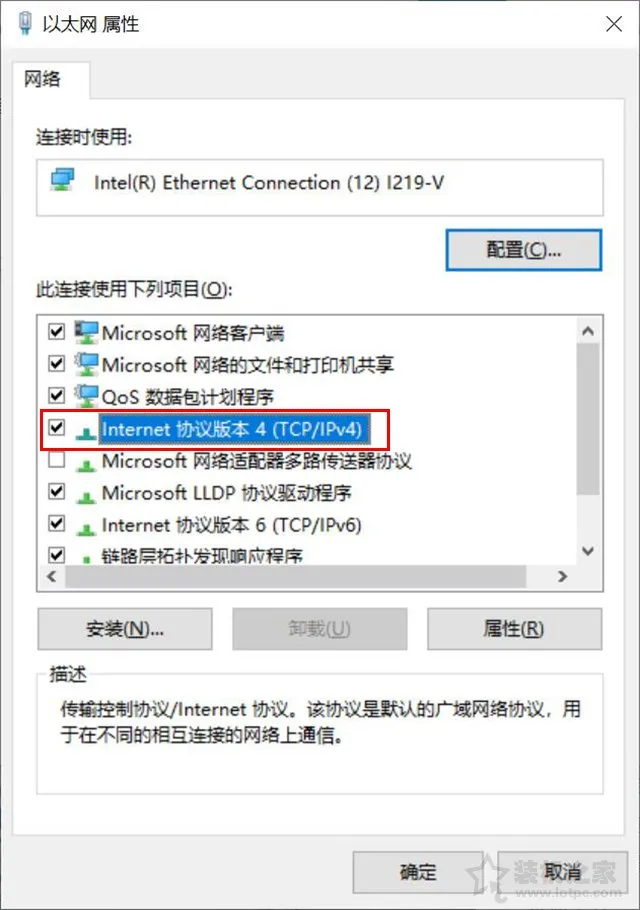 以太网 属性
网络
连接时使用:
Intel(R) Ethernet Connection (12) I219-V
配置(C)...
此连接使用下列项目(O):
Microsoft 网络客户端
Microsoft 网络的文件和打印机共享
QoS 数据包计划程序
Internet 协议版本 4 (TCP/IPv4)
Microsoft 网络适配器多路传送器协议
Microsoft LLDP 协议驱动程序
Internet 协议版本 6 (TCP/IPv6)
链路层拓扑发现响应程序
安装(N)...
卸载(U)
属性(R)
描述
传输控制协议/Internet 协议。该协议是默认的广域网络协议，用
于在不同的相互连接的网络上通信。
确定
取消
装机之家
www.lotpc.com